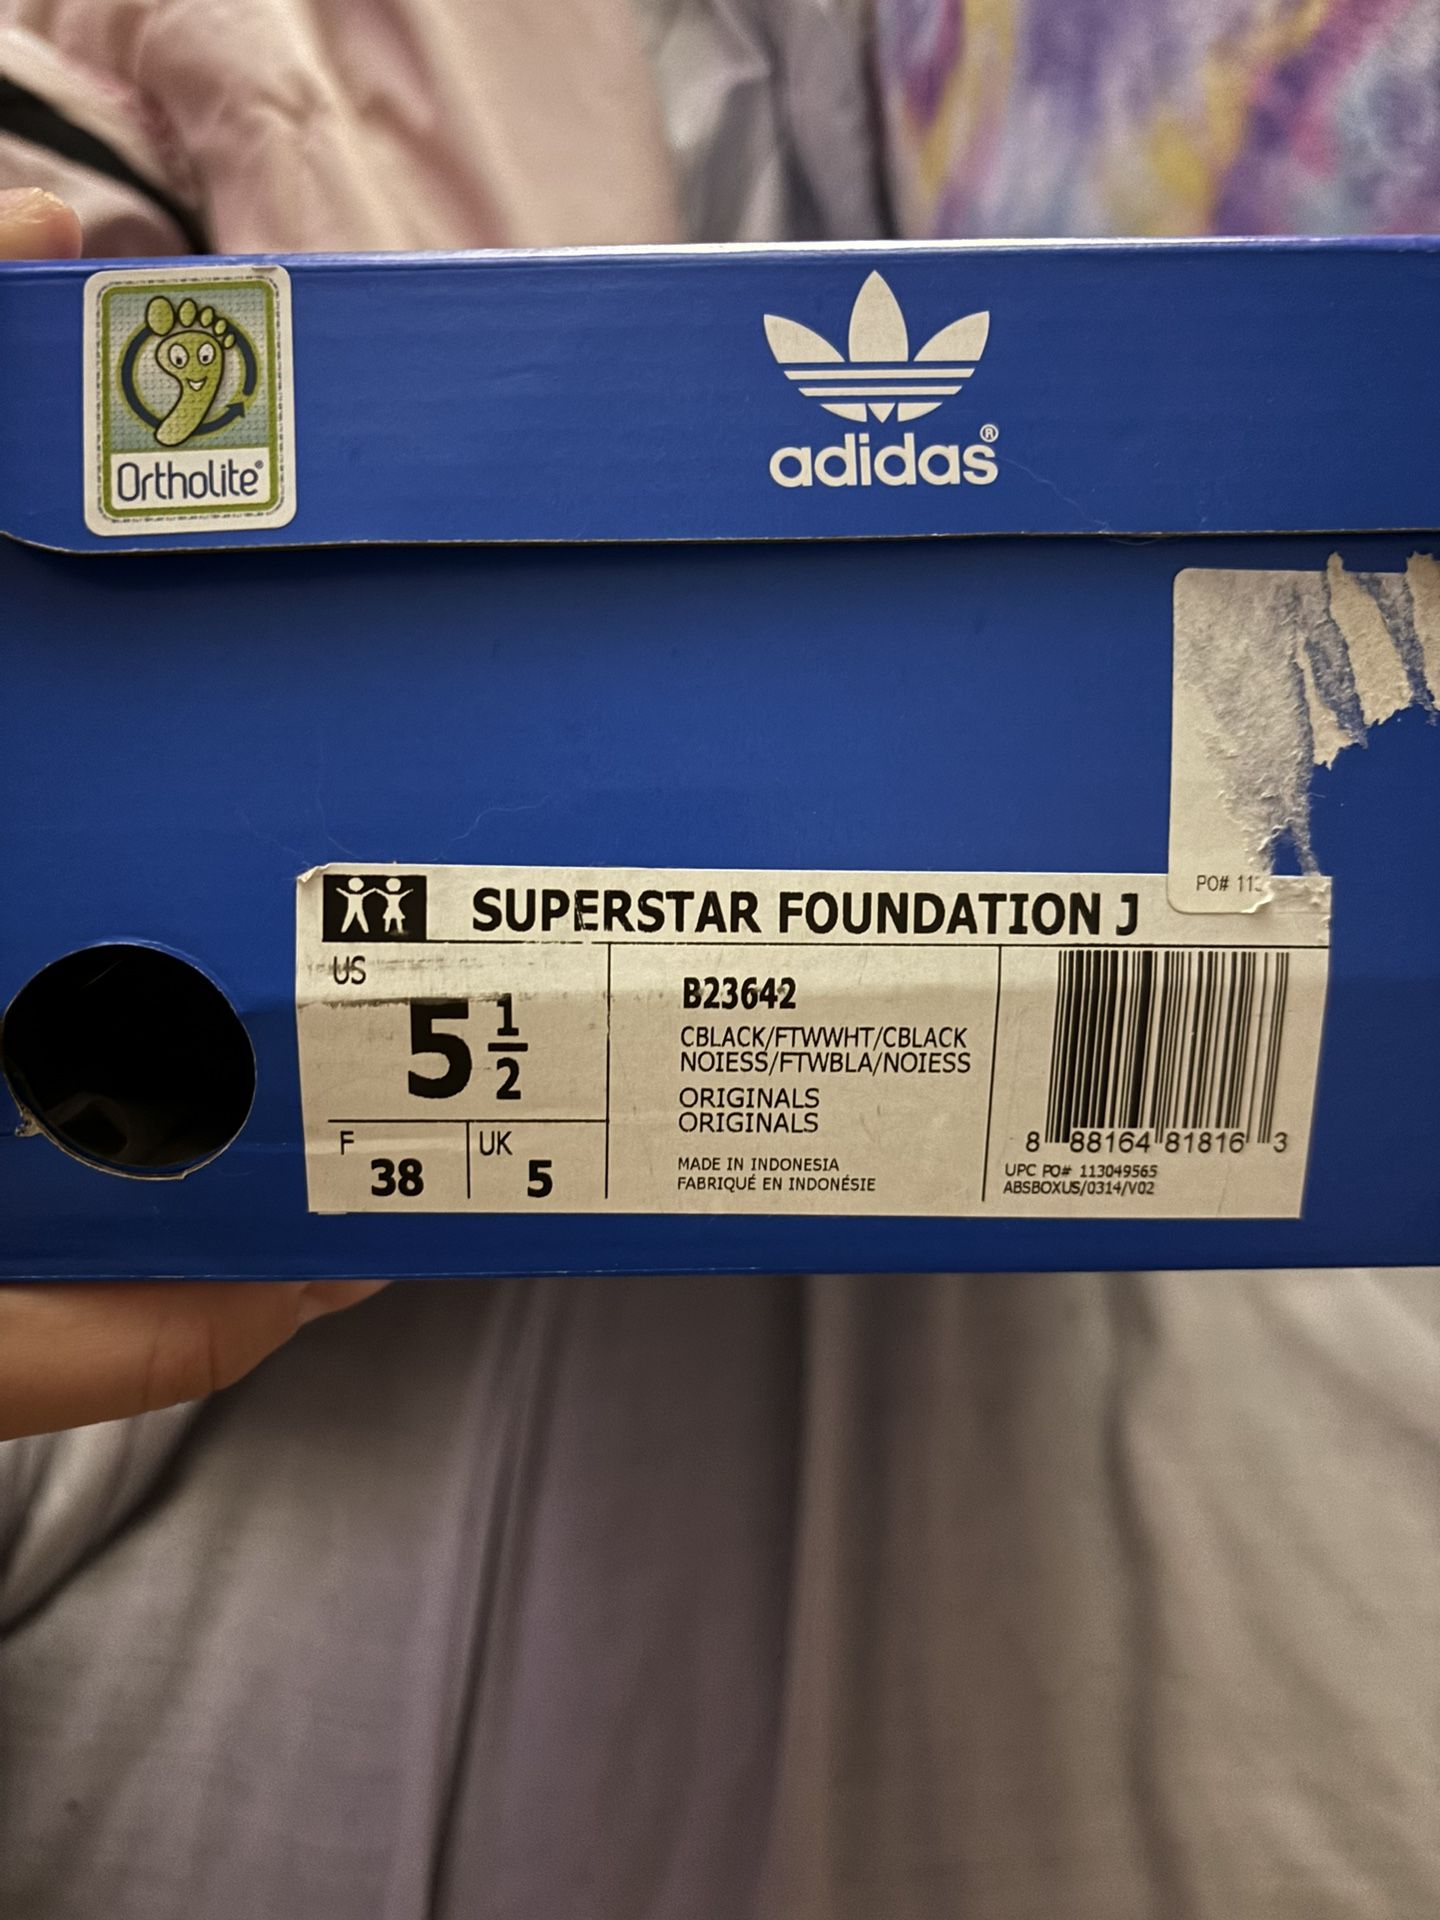 Ortholite®
adidas®
PO# 11
SUPERSTAR FOUNDATION J
US
5 1/2
F
38
UK
5
B23642
CBLACK/FTWWHT/CBLACK
NOIESS/FTWBLA/NOIESS
ORIGINALS
ORIGINALS
MADE IN INDONESIA
FABRIQUÉ EN INDONÉSIE
8 88164 81816 3
UPC PO# 113049565
ABSBOXUS/0314/V02